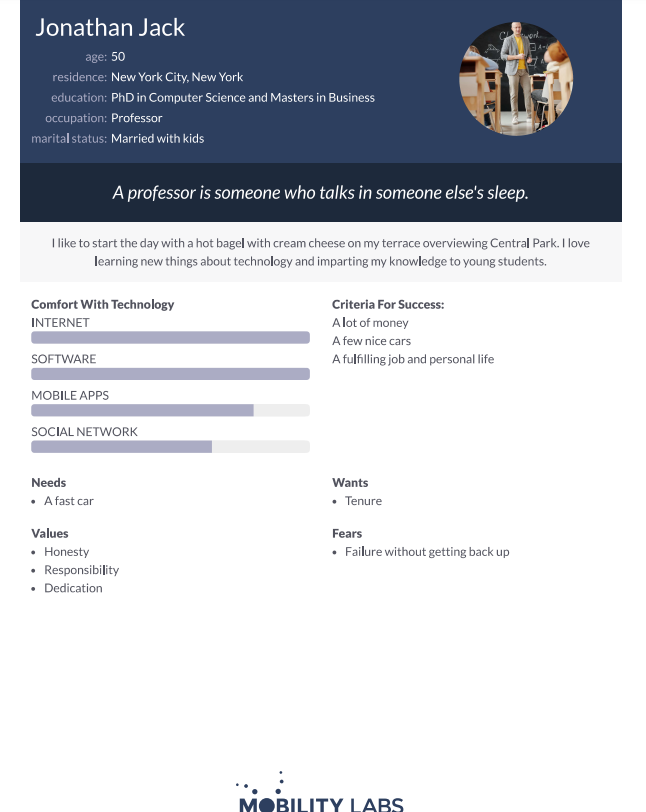 Jonathan Jack
age: 50
residence: New York City, New York
education: PhD in Computer Science and Masters in Business
occupation: Professor
marital status: Married with kids
A professor is someone who talks in someone else's sleep.
I like to start the day with a hot bagel with cream cheese on my terrace overviewing Central Park. I love
learning new things about technology and imparting my knowledge to young students.
Comfort With Technology
INTERNET
SOFTWARE
MOBILE APPS
SOCIAL NETWORK
Criteria For Success:
A lot of money
A few nice cars
A fulfilling job and personal life
Needs
• A fast car
Wants
• Tenure
Values
• Honesty
• Responsibility
• Dedication
Fears
• Failure without getting back up
MOBILITY LABS